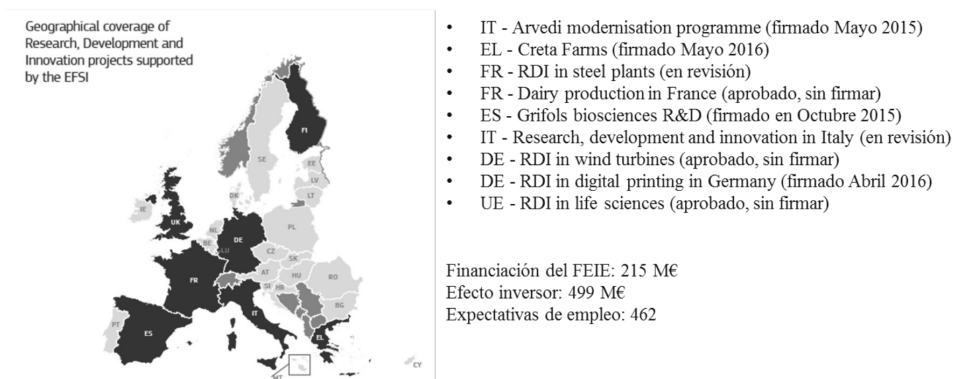 Geographical coverage of
Research, Development and
Innovation projects supported
by the EFSI
FI
SE
EE
LV
LT
DK
IE
UK
NL
BE
LU
DE
PL
CZ
SK
AT
HU
SI
HR
RO
BG
FR
IT
PT
ES
EL
CY
MT
• IT - Arvedi modernisation programme (firmado Mayo 2015)
• EL - Creta Farms (firmado Mayo 2016)
• FR - RDI in steel plants (en revisión)
• FR - Dairy production in France (aprobado, sin firmar)
• ES - Grifols biosciences R&D (firmado en Octubre 2015)
• IT - Research, development and innovation in Italy (en revisión)
• DE - RDI in wind turbines (aprobado, sin firmar)
• DE - RDI in digital printing in Germany (firmado Abril 2016)
• UE - RDI in life sciences (aprobado, sin firmar)
Financiación del FEIE: 215 M€
Efecto inversor: 499 M€
Expectativas de empleo: 462